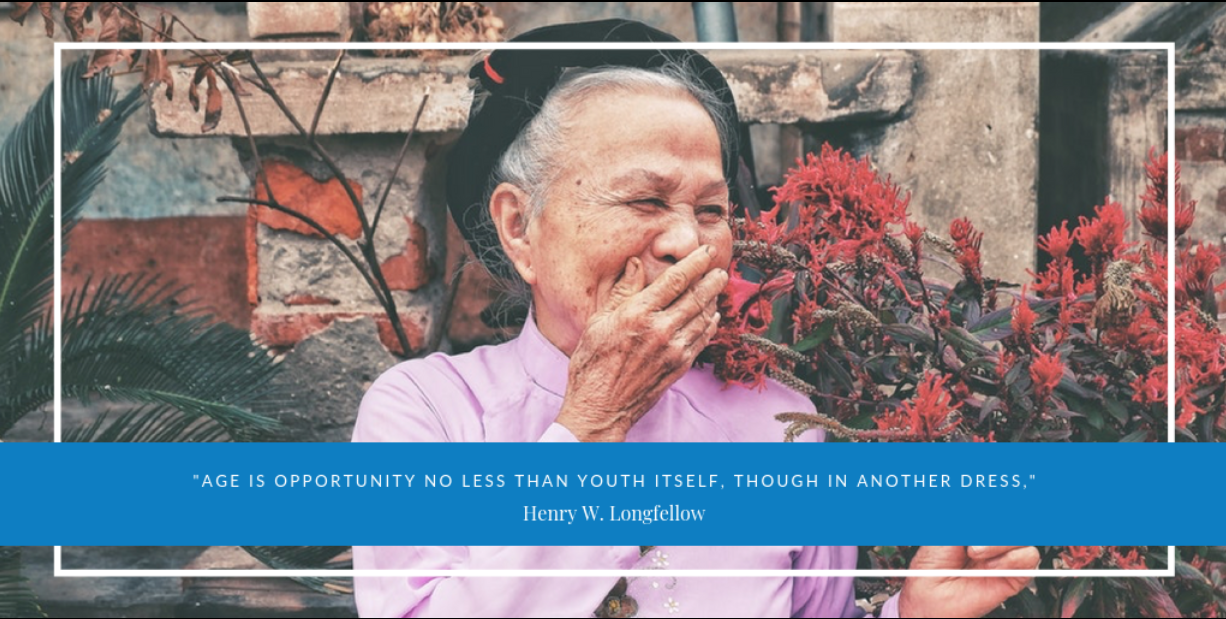 "AGE IS OPPORTUNITY NO LESS THAN YOUTH ITSELF, THOUGH IN ANOTHER DRESS,"
Henry W. Longfellow